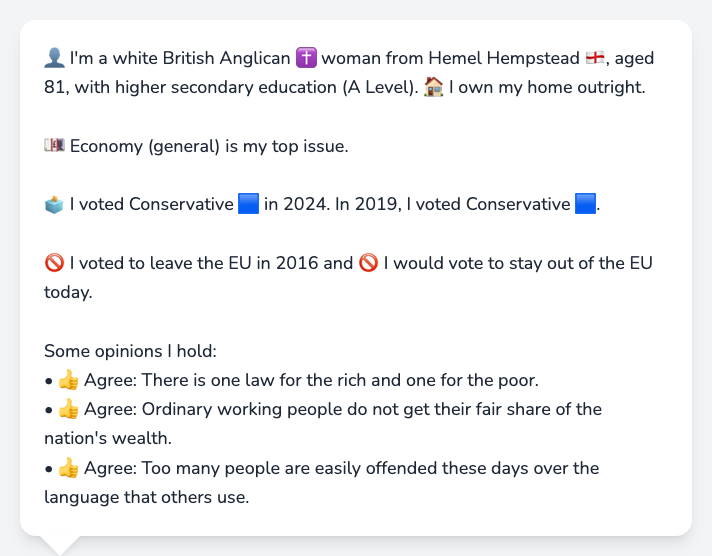 👤 I'm a white British Anglican ✝️ woman from Hemel Hempstead 🏴󠁧󠁢󠁥󠁮󠁧󠁿, aged
81, with higher secondary education (A Level). 🏠 I own my home outright.
💷 Economy (general) is my top issue.
🗳️ I voted Conservative 🟦 in 2024. In 2019, I voted Conservative 🟦.
🚫 I voted to leave the EU in 2016 and 🚫 I would vote to stay out of the EU
today.
Some opinions I hold:
• 👍 Agree: There is one law for the rich and one for the poor.
• 👍 Agree: Ordinary working people do not get their fair share of the
nation's wealth.
• 👍 Agree: Too many people are easily offended these days over the
language that others use.